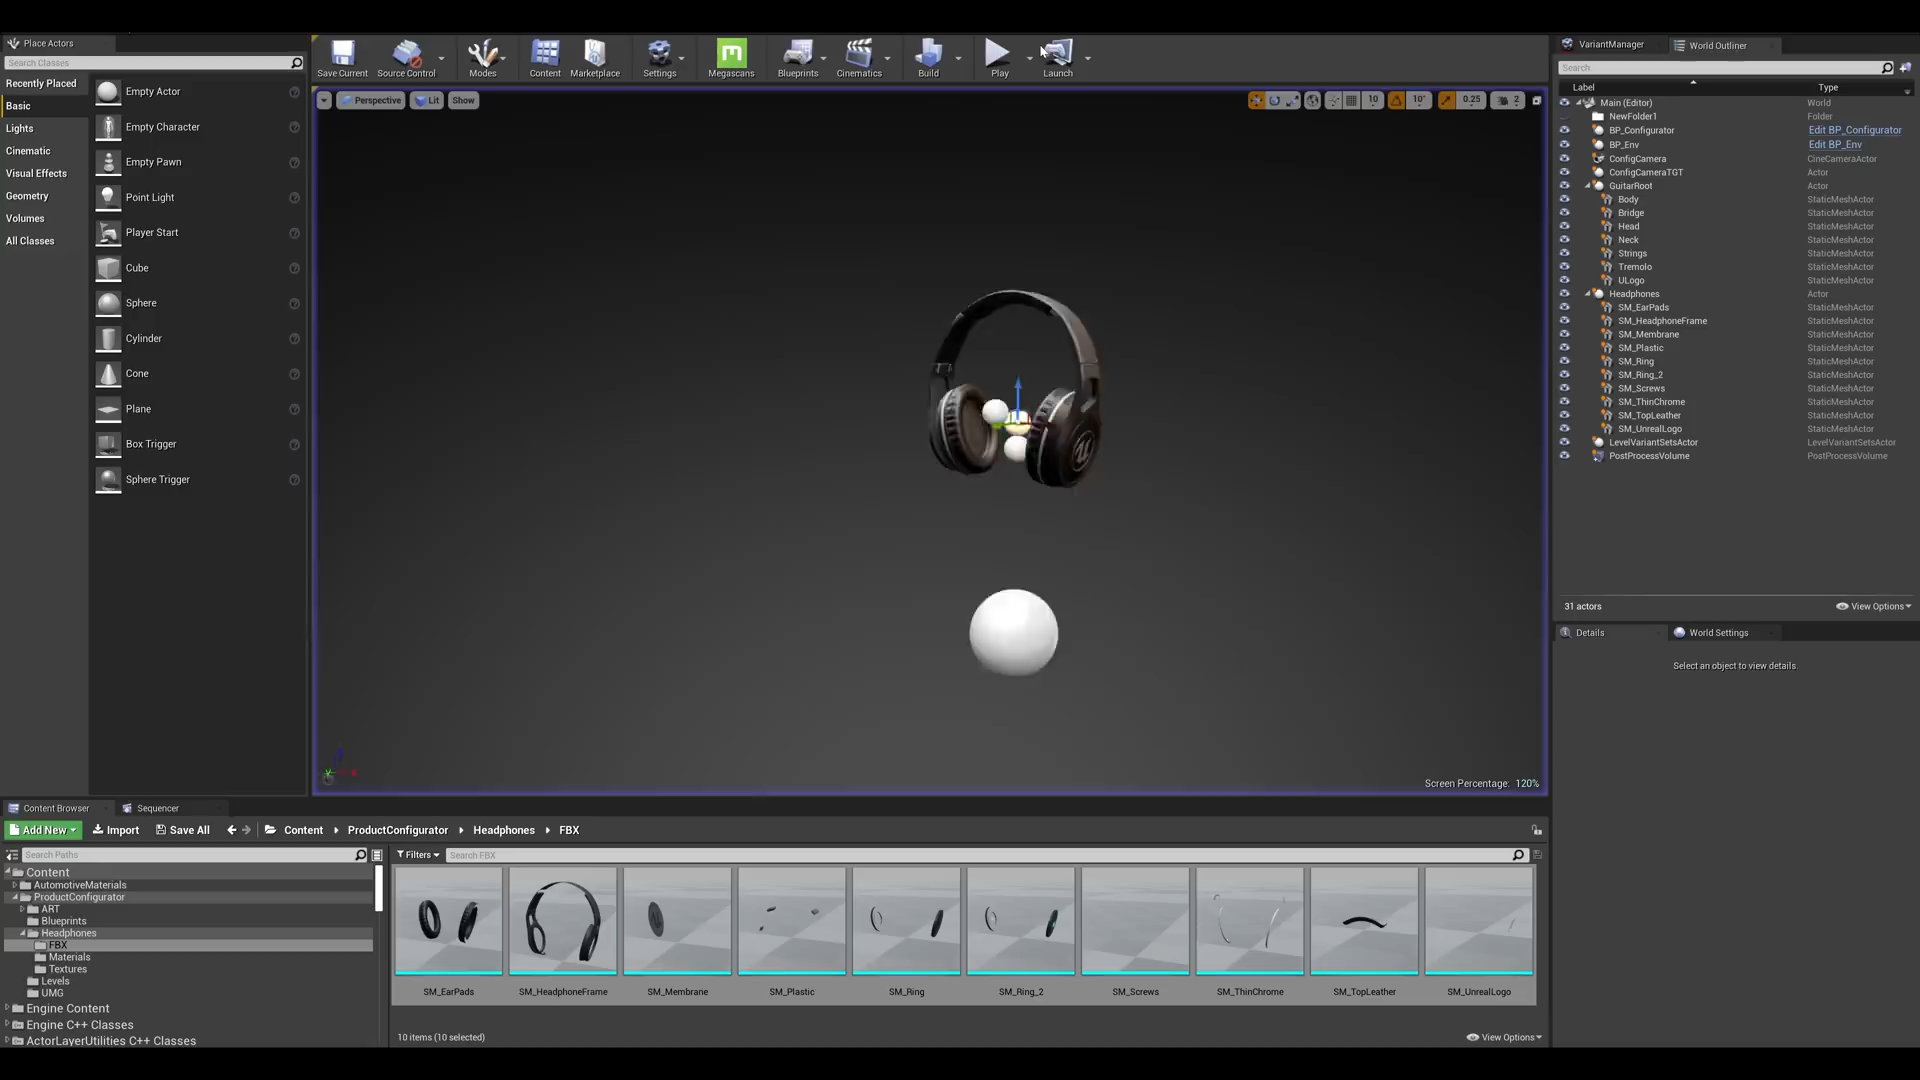 Place Actors
Search Classes
Recently Placed
Basic
Lights
Cinematic
Visual Effects
Geometry
Volumes
All Classes
Empty Actor
Empty Character
Empty Pawn
Point Light
Player Start
Cube
Sphere
Cylinder
Cone
Plane
Box Trigger
Sphere Trigger
Save Current
Source Control
Modes
Content
Marketplace
Settings
Megascans
Blueprints
Cinematics
Build
Play
Launch
Perspective
Lit
Show
10
10°
0.25
2
Screen Percentage: 120%
VariantManager
World Outliner
Search
Label Type
Main (Editor) World
NewFolder1 Folder
BP_Configurator Edit BP_Configurator
BP_Env Edit BP_Env
ConfigCamera CineCameraActor
ConfigCameraTGT Actor
GuitarRoot Actor
Body StaticMeshActor
Bridge StaticMeshActor
Head StaticMeshActor
Neck StaticMeshActor
Strings StaticMeshActor
Tremolo StaticMeshActor
ULogo StaticMeshActor
Headphones Actor
SM_EarPads StaticMeshActor
SM_HeadphoneFrame StaticMeshActor
SM_Membrane StaticMeshActor
SM_Plastic StaticMeshActor
SM_Ring StaticMeshActor
SM_Ring_2 StaticMeshActor
SM_Screws StaticMeshActor
SM_ThinChrome StaticMeshActor
SM_TopLeather StaticMeshActor
SM_UnrealLogo StaticMeshActor
LevelVariantSetsActor LevelVariantSetsActor
PostProcessVolume PostProcessVolume
31 actors
View Options
Details
World Settings
Select an object to view details.
Content Browser
Sequencer
Add New
Import
Save All
Content
ProductConfigurator
Headphones
FBX
Search Paths
Content
AutomotiveMaterials
ProductConfigurator
ART
Blueprints
Headphones
FBX
Materials
Textures
Levels
UMG
Engine Content
Engine C++ Classes
ActorLayerUtilities C++ Classes
Filters
Search FBX
SM_EarPads
SM_HeadphoneFrame
SM_Membrane
SM_Plastic
SM_Ring
SM_Ring_2
SM_Screws
SM_ThinChrome
SM_TopLeather
SM_UnrealLogo
10 items (10 selected)
View Options